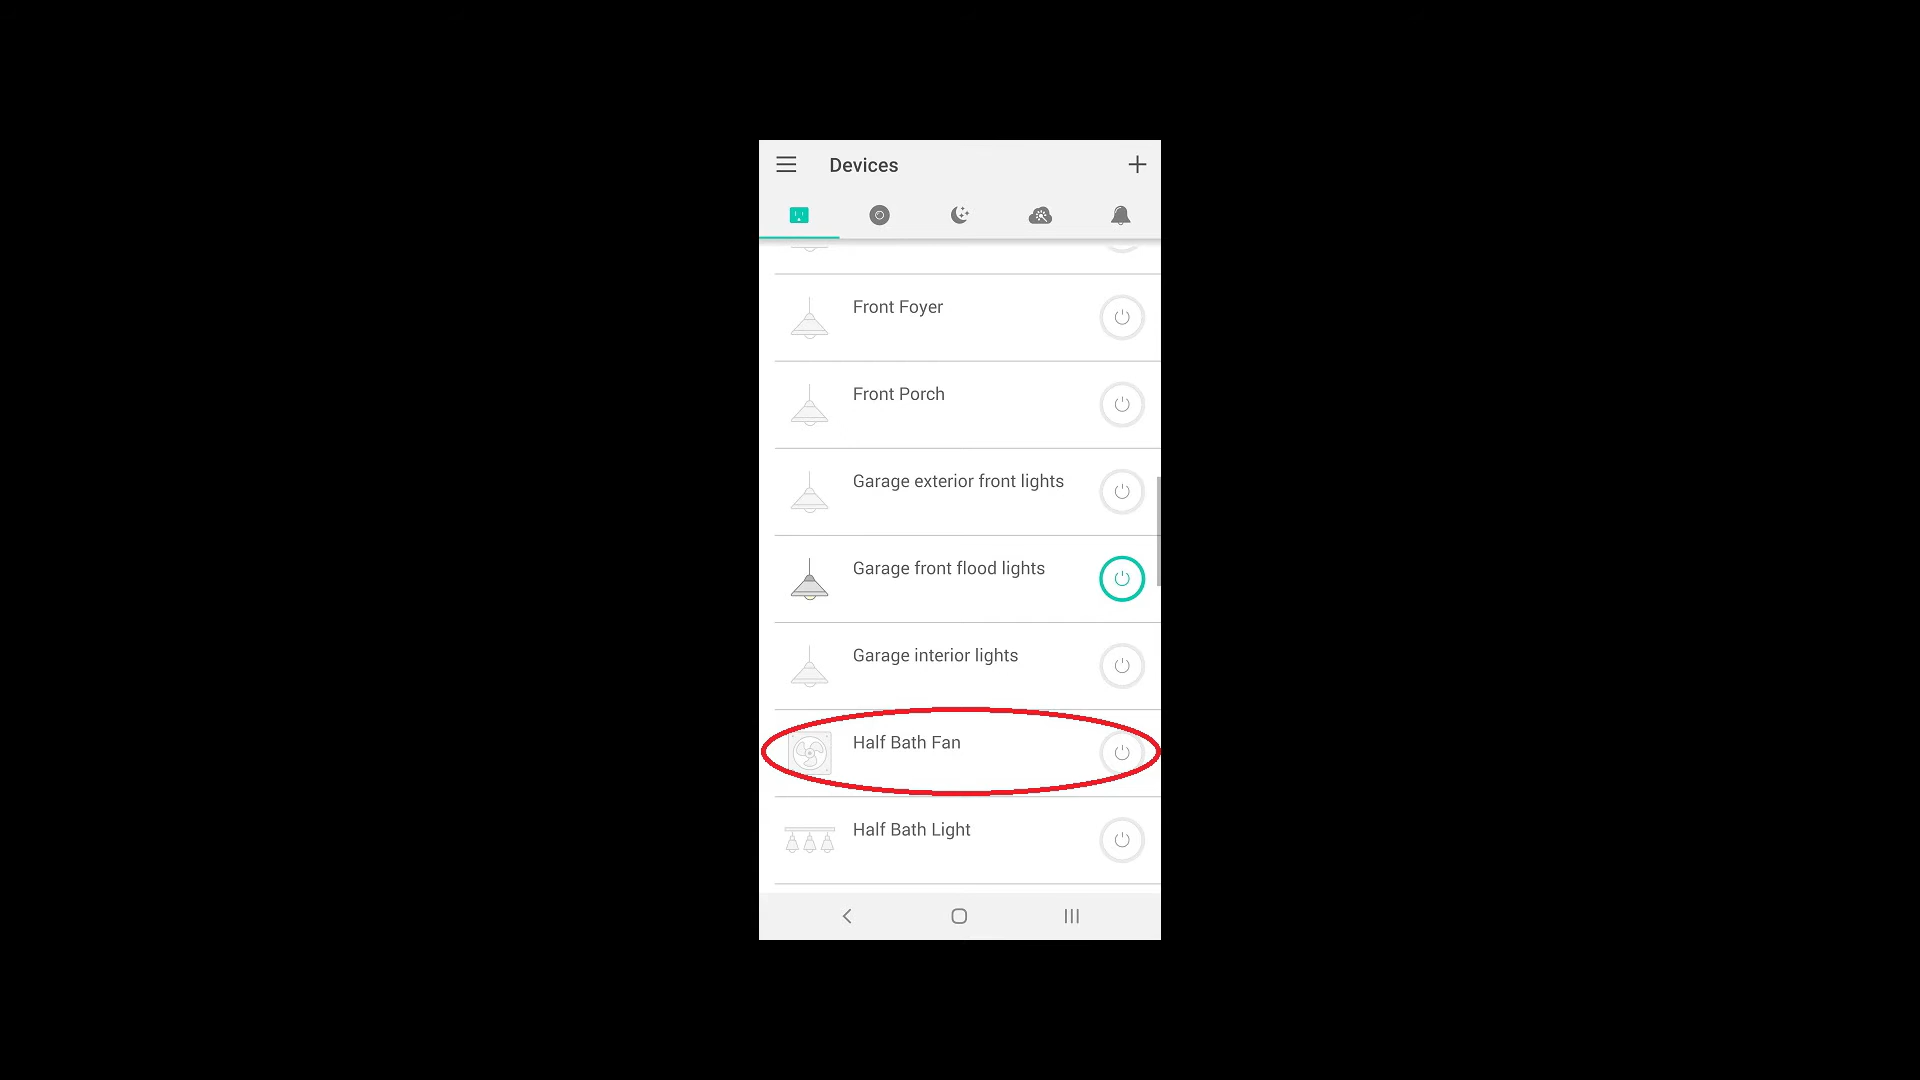 Devices
Front Foyer
Front Porch
Garage exterior front lights
Garage front flood lights
Garage interior lights
Half Bath Fan
Half Bath Light